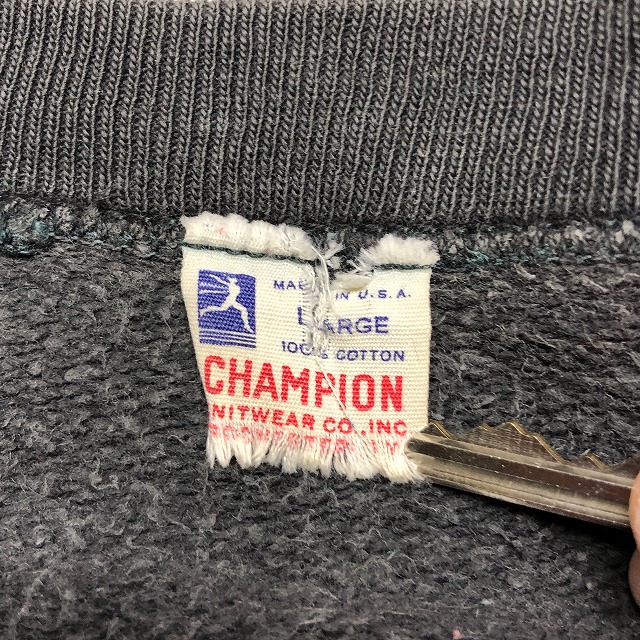 MADE IN U.S.A.
LARGE
100% COTTON
CHAMPION
KNITWEAR CO., INC